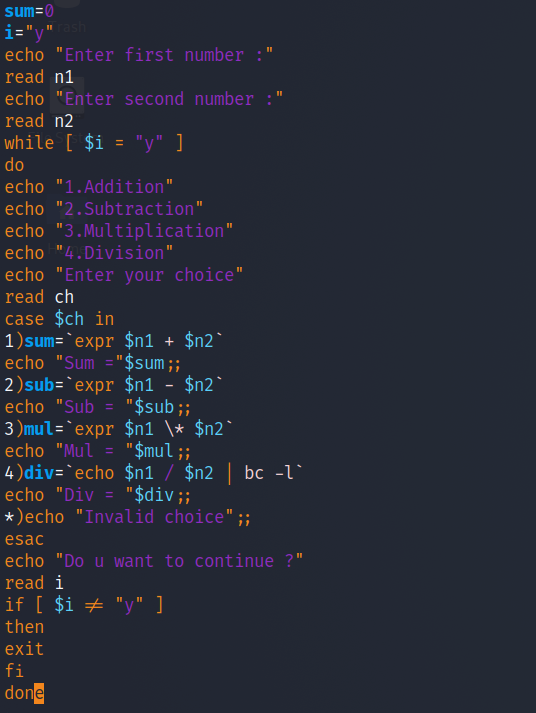 sum=0
i="y"
echo "Enter first number :"
read n1
echo "Enter second number :"
read n2
while [ $i = "y" ]
do
echo "1.Addition"
echo "2.Subtraction"
echo "3.Multiplication"
echo "4.Division"
echo "Enter your choice"
read ch
case $ch in
1)sum=`expr $n1 + $n2`
echo "Sum ="$sum;;
2)sub=`expr $n1 - $n2`
echo "Sub = "$sub;;
3)mul=`expr $n1 \* $n2`
echo "Mul = "$mul;;
4)div=`echo $n1 / $n2 | bc -l`
echo "Div = "$div;;
*)echo "Invalid choice";;
esac
echo "Do u want to continue ?"
read i
if [ $i != "y" ]
then
exit
fi
done